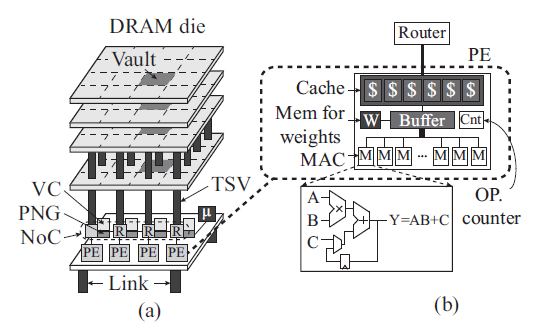 DRAM die
Vault
VC
PNG
NoC
TSV
μ
R R R R
PE PE PE PE
Link
(a)
Router
PE
Cache
$ $ $ $ $ $
Mem for
weights
W
Buffer
Cnt
MAC
M M M ... M M M
OP.
counter
A
B
C
×
+
Y=AB+C
(b)